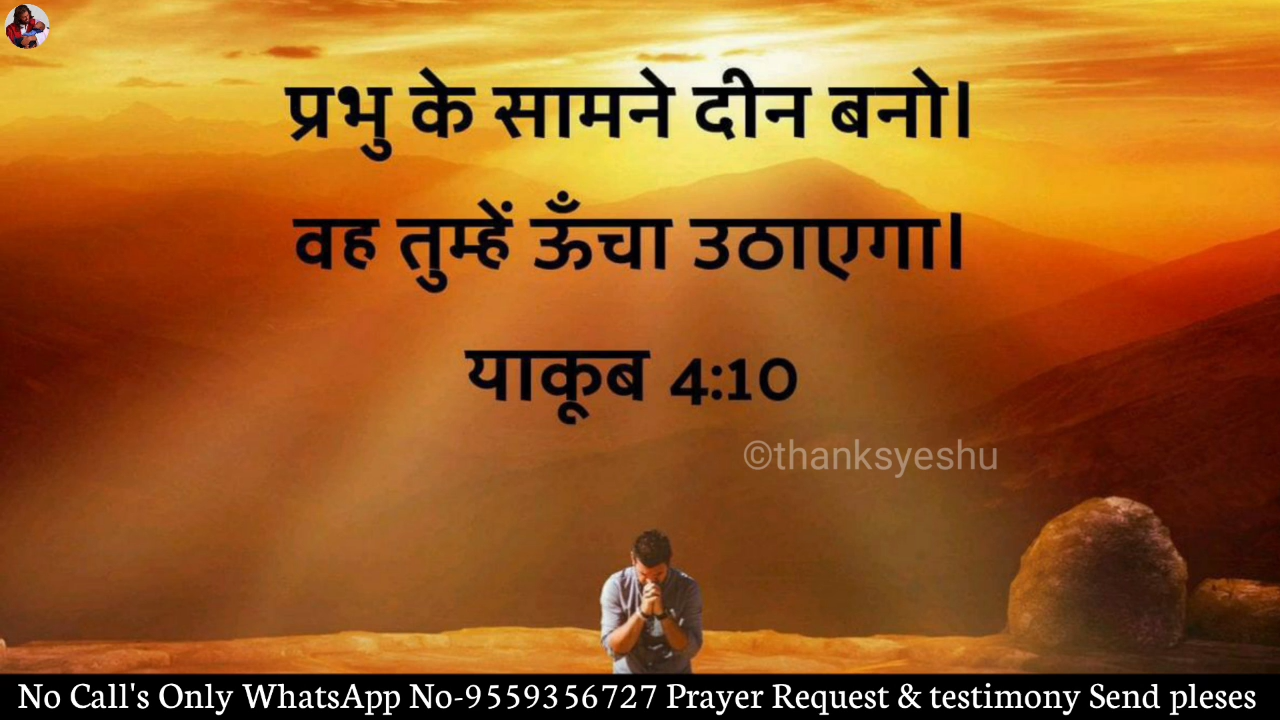 प्रभु के सामने दीन बनो।
वह तुम्हें ऊँचा उठाएगा।
याकूब 4:10
©thanksyeshu
No Call's Only WhatsApp No-9559356727 Prayer Request & testimony Send pleses